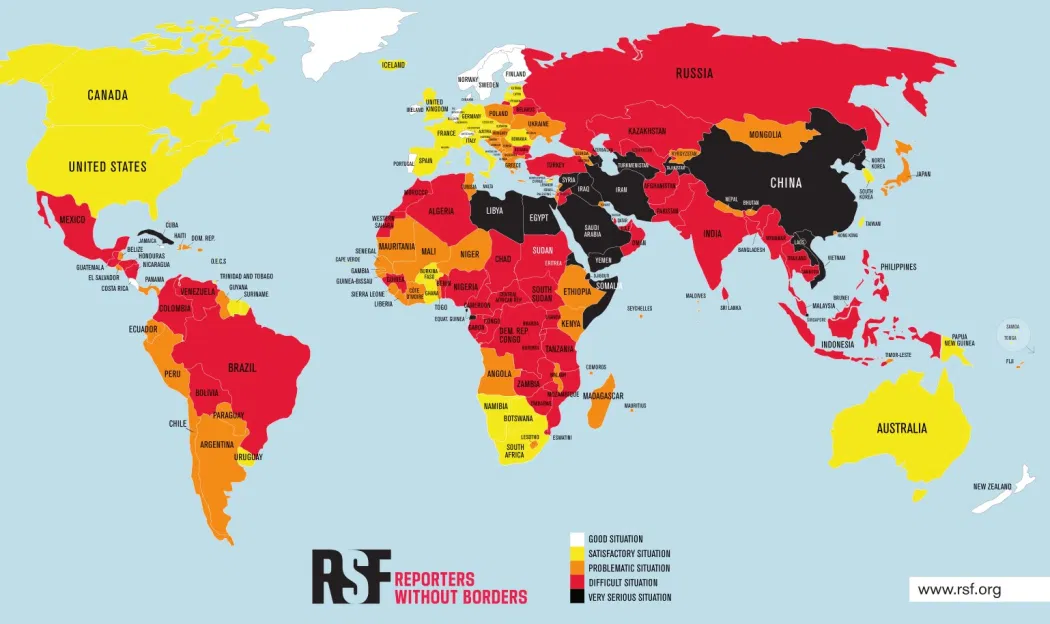 ICELAND
NORWAY
SWEDEN
FINLAND
RUSSIA
CANADA
UNITED STATES
UNITED
KINGDOM
IRELAND
GERMANY
POLAND
UKRAINE
FRANCE
ITALY
ROMANIA
PORTUGAL
SPAIN
GREECE
TURKEY
KAZAKHSTAN
MONGOLIA
KYRGYZSTAN
TURKMENISTAN
CHINA
NORTH
KOREA
SOUTH
KOREA
JAPAN
TAIWAN
HONG KONG
SYRIA
IRAQ
IRAN
AFGHANISTAN
PAKISTAN
NEPAL
BHUTAN
INDIA
BANGLADESH
MYANMAR
LAOS
THAILAND
VIETNAM
PHILIPPINES
MALDIVES
SRI LANKA
MALAYSIA
BRUNEI
SINGAPORE
INDONESIA
TIMOR-LESTE
PAPUA
NEW GUINEA
SAMOA
TONGA
FIJI
AUSTRALIA
NEW ZEALAND
MOROCCO
ALGERIA
TUNISIA
MALTA
LIBYA
EGYPT
SAUDI
ARABIA
QATAR
OMAN
YEMEN
WESTERN
SAHARA
MAURITANIA
MALI
NIGER
CHAD
SUDAN
ERITREA
DJIBOUTI
SOMALIA
SENEGAL
CAPE VERDE
GAMBIA
GUINEA-BISSAU
GUINEA
SIERRA LEONE
LIBERIA
CÔTE
D'IVOIRE
BURKINA
FASO
GHANA
TOGO
BENIN
NIGERIA
CAMEROON
EQUAT. GUINEA
GABON
CONGO
CENTRAL
AFRICAN REP.
SOUTH
SUDAN
ETHIOPIA
KENYA
UGANDA
RWANDA
BURUNDI
DEM. REP.
CONGO
TANZANIA
SEYCHELLES
COMOROS
ANGOLA
ZAMBIA
MALAWI
MOZAMBIQUE
ZIMBABWE
MADAGASCAR
MAURITIUS
NAMIBIA
BOTSWANA
LESOTHO
ESWATINI
SOUTH
AFRICA
MEXICO
CUBA
JAMAICA
HAITI
DOM. REP.
BELIZE
HONDURAS
NICARAGUA
GUATEMALA
EL SALVADOR
COSTA RICA
PANAMA
O.E.C.S
TRINIDAD AND TOBAGO
GUYANA
SURINAME
VENEZUELA
COLOMBIA
ECUADOR
PERU
BRAZIL
BOLIVIA
PARAGUAY
CHILE
ARGENTINA
URUGUAY
RSF REPORTERS
WITHOUT BORDERS
GOOD SITUATION
SATISFACTORY SITUATION
PROBLEMATIC SITUATION
DIFFICULT SITUATION
VERY SERIOUS SITUATION
www.rsf.org